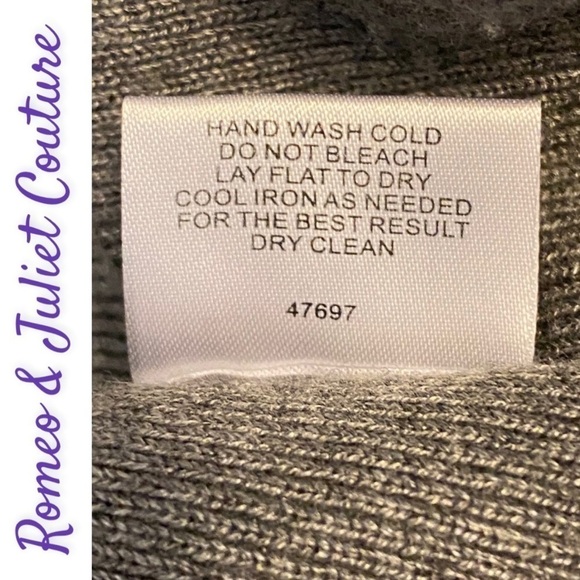 Romeo & Juliet Couture
HAND WASH COLD
DO NOT BLEACH
LAY FLAT TO DRY
COOL IRON AS NEEDED
FOR THE BEST RESULT
DRY CLEAN
47697